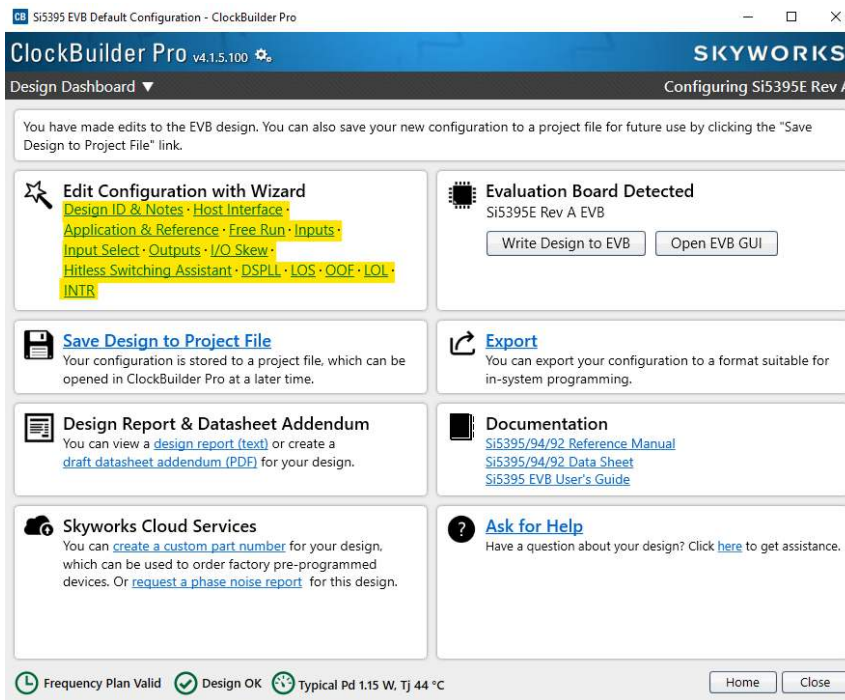 CB Si5395 EVB Default Configuration - ClockBuilder Pro
ClockBuilder Pro v4.1.5.100
SKYWORKS
Design Dashboard ▼
Configuring Si5395E Rev A
You have made edits to the EVB design. You can also save your new configuration to a project file for future use by clicking the "Save
Design to Project File" link.
Edit Configuration with Wizard
Design ID & Notes · Host Interface ·
Application & Reference · Free Run · Inputs ·
Input Select · Outputs · I/O Skew ·
Hitless Switching Assistant · DSPLL · LOS · OOF · LOL ·
INTR
Evaluation Board Detected
Si5395E Rev A EVB
Write Design to EVB
Open EVB GUI
Save Design to Project File
Your configuration is stored to a project file, which can be
opened in ClockBuilder Pro at a later time.
Export
You can export your configuration to a format suitable for
in-system programming.
Design Report & Datasheet Addendum
You can view a design report (text) or create a
draft datasheet addendum (PDF) for your design.
Documentation
Si5395/94/92 Reference Manual
Si5395/94/92 Data Sheet
Si5395 EVB User's Guide
Skyworks Cloud Services
You can create a custom part number for your design,
which can be used to order factory pre-programmed
devices. Or request a phase noise report for this design.
Ask for Help
Have a question about your design? Click here to get assistance.
Frequency Plan Valid
Design OK
Typical Pd 1.15 W, Tj 44 °C
Home
Close